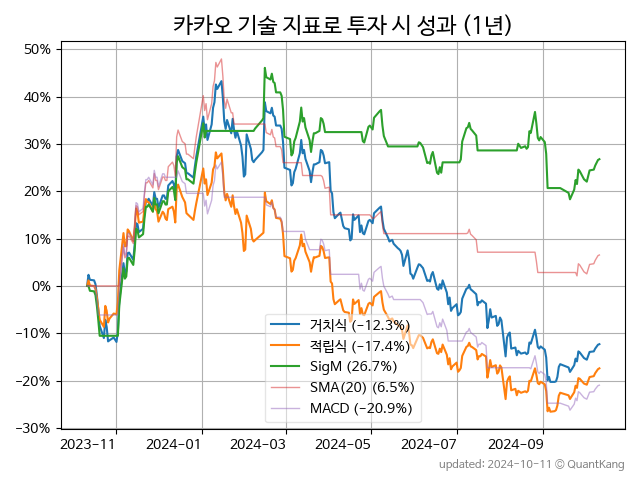 카카오 기술 지표로 투자 시 성과 (1년)
50%
40%
30%
20%
10%
0%
−10%
−20%
−30%
거치식 (−12.3%)
적립식 (−17.4%)
SigM (26.7%)
SMA(20) (6.5%)
MACD (−20.9%)
2023-11
2024-01
2024-03
2024-05
2024-07
2024-09
updated: 2024-10-11 © QuantKang